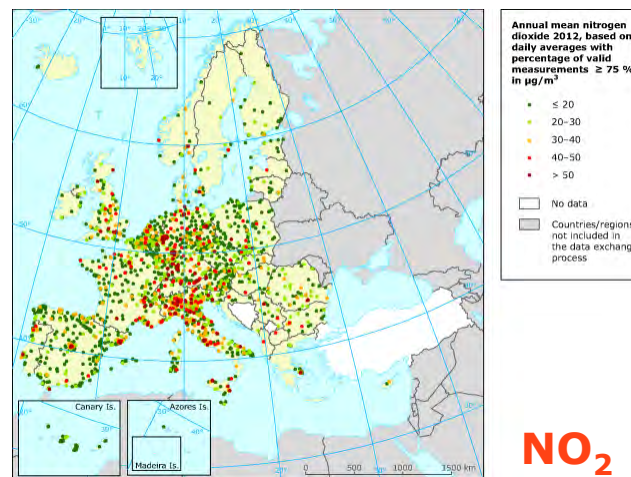 Annual mean nitrogen
dioxide 2012, based on
daily averages with
percentage of valid
measurements ≥ 75 %
in µg/m³
≤ 20
20–30
30–40
40–50
> 50
No data
Countries/regions
not included in
the data exchang
process
Canary Is.
Azores Is.
Madeira Is.
0 500 1000 1500 km
NO₂